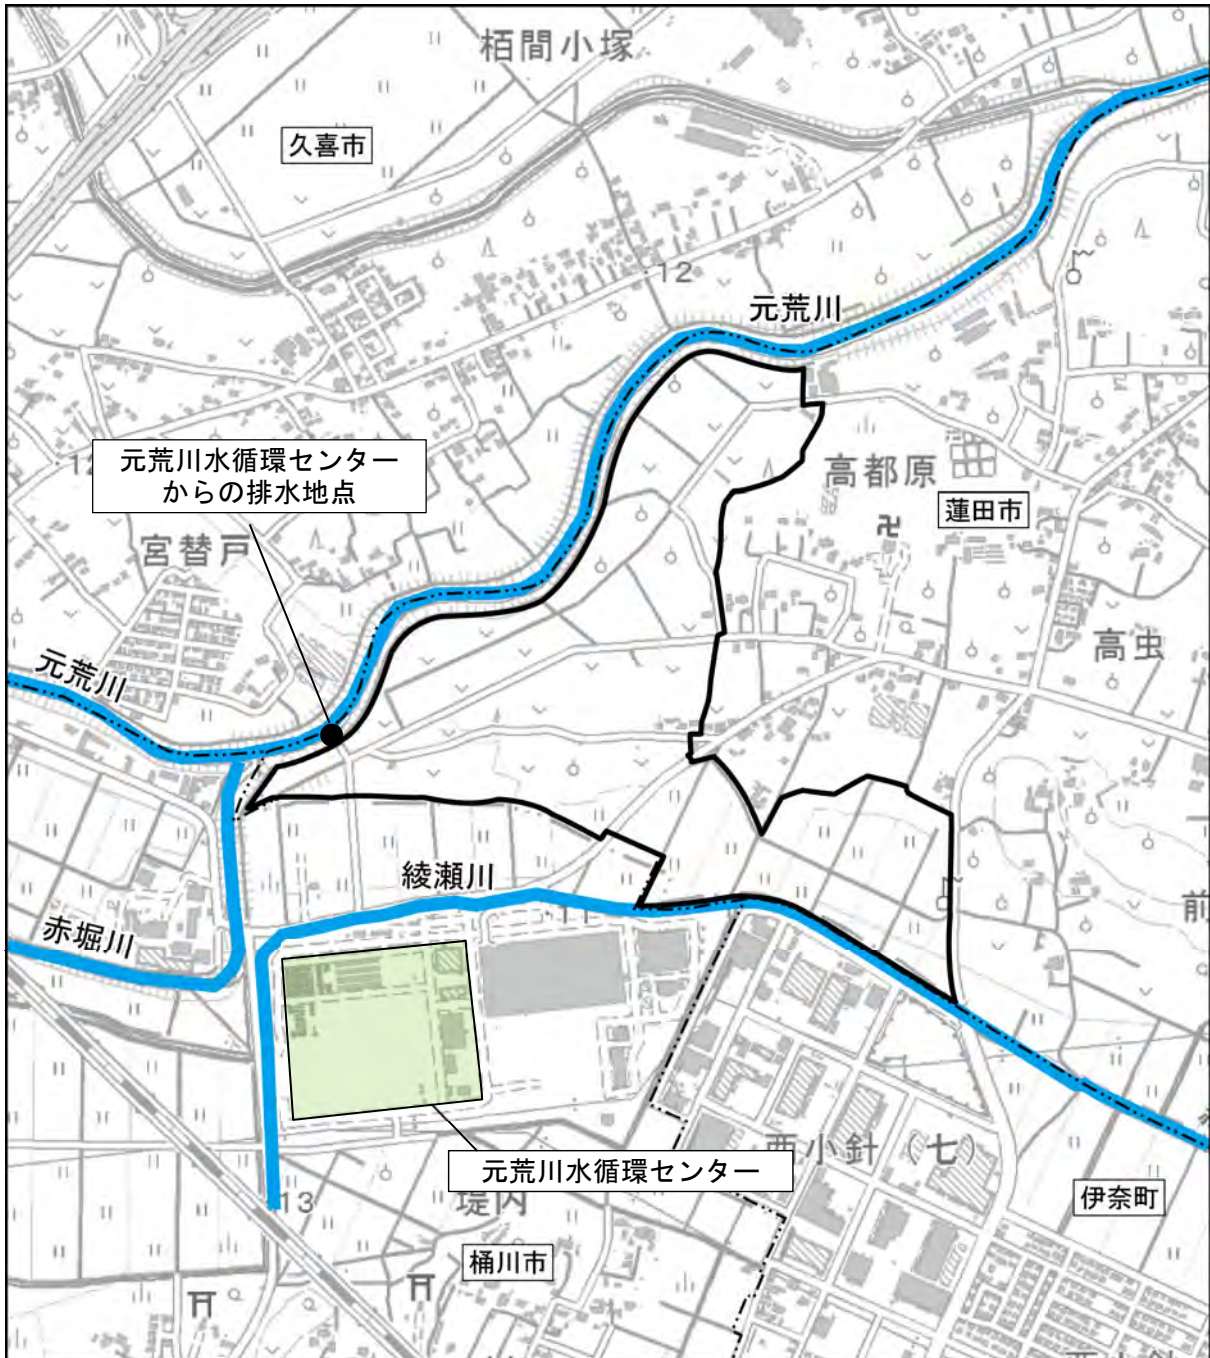 栢間小塚
久喜市
12
元荒川
12
元荒川水循環センター
からの排水地点
高都原
蓮田市
宮替戸
高虫
元荒川
綾瀬川
前
11
赤堀川
西小針（七）
元荒川水循環センター
13
堤内
伊奈町
桶川市